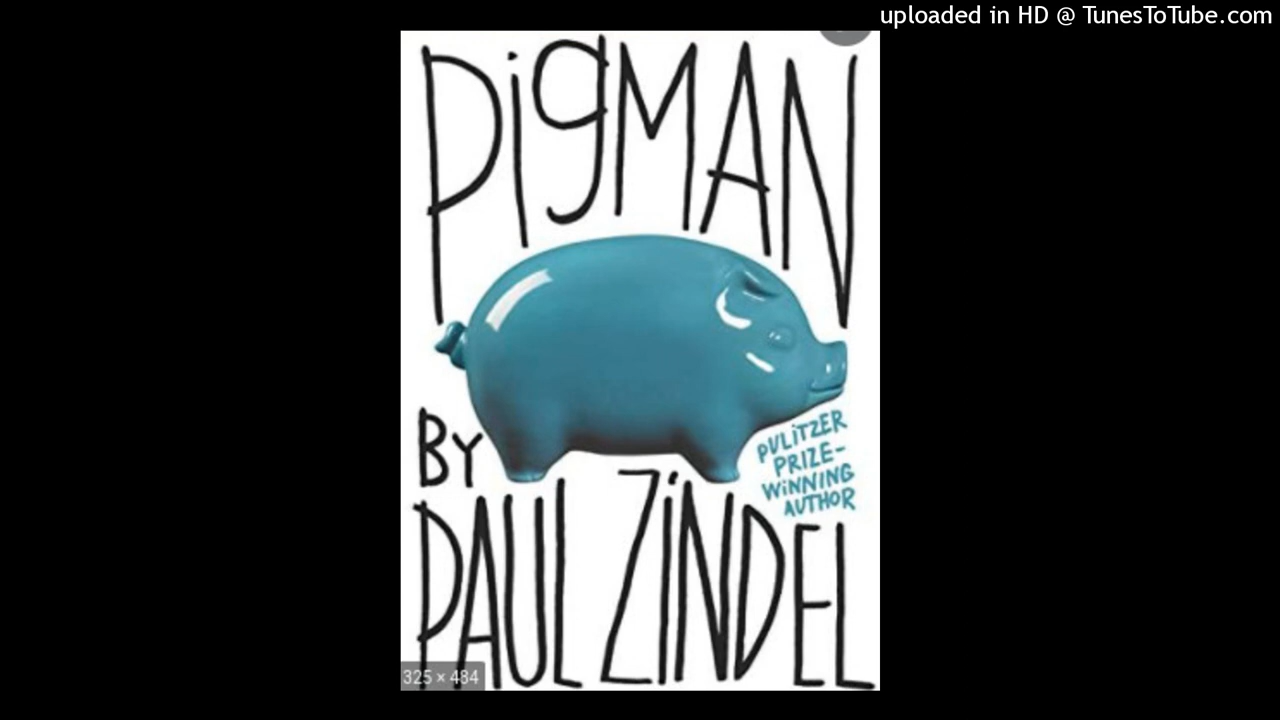 uploaded in HD @ TunesToTube.com
PigMAN
BY
PAUL ZiNDEL
PULiTZER
PRiZE-
WiNNiNG
AUTHOR
325 × 484